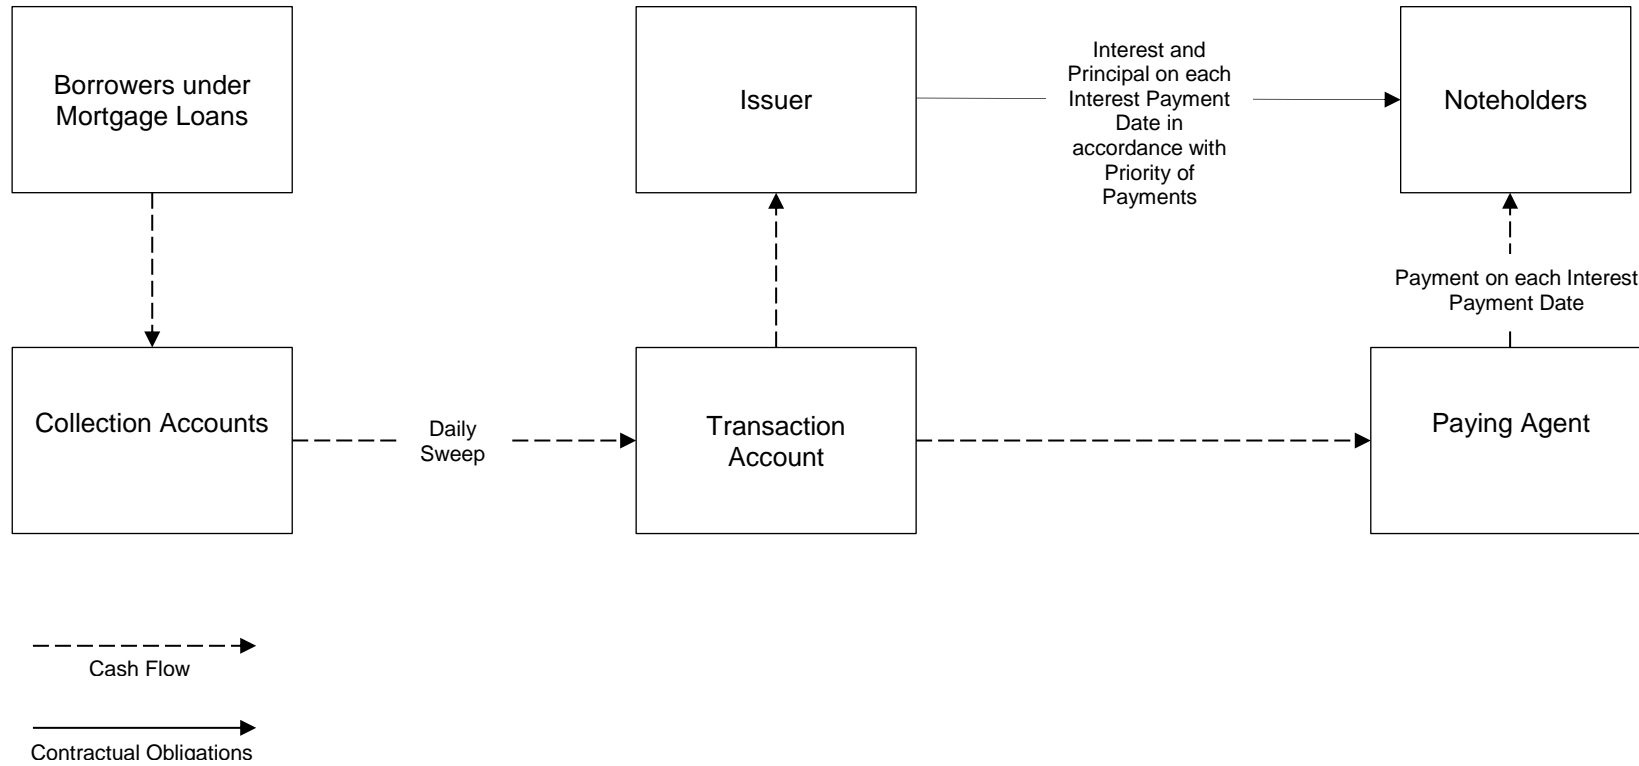 Borrowers under
Mortgage Loans
Issuer
Interest and
Principal on each
Interest Payment
Date in
accordance with
Priority of
Payments
Noteholders
Payment on each Interest
Payment Date
Collection Accounts
Daily
Sweep
Transaction
Account
Paying Agent
Cash Flow
Contractual Obligations